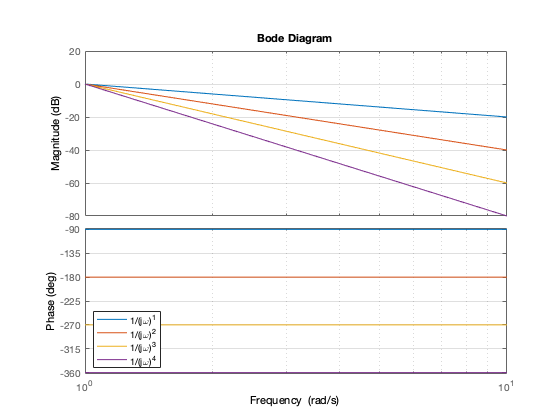 Bode Diagram
Magnitude (dB)
20
0
-20
-40
-60
-80
Phase (deg)
-90
-135
-180
-225
-270
-315
-360
1/(jω)¹
1/(jω)²
1/(jω)³
1/(jω)⁴
10⁰ 10¹
Frequency (rad/s)